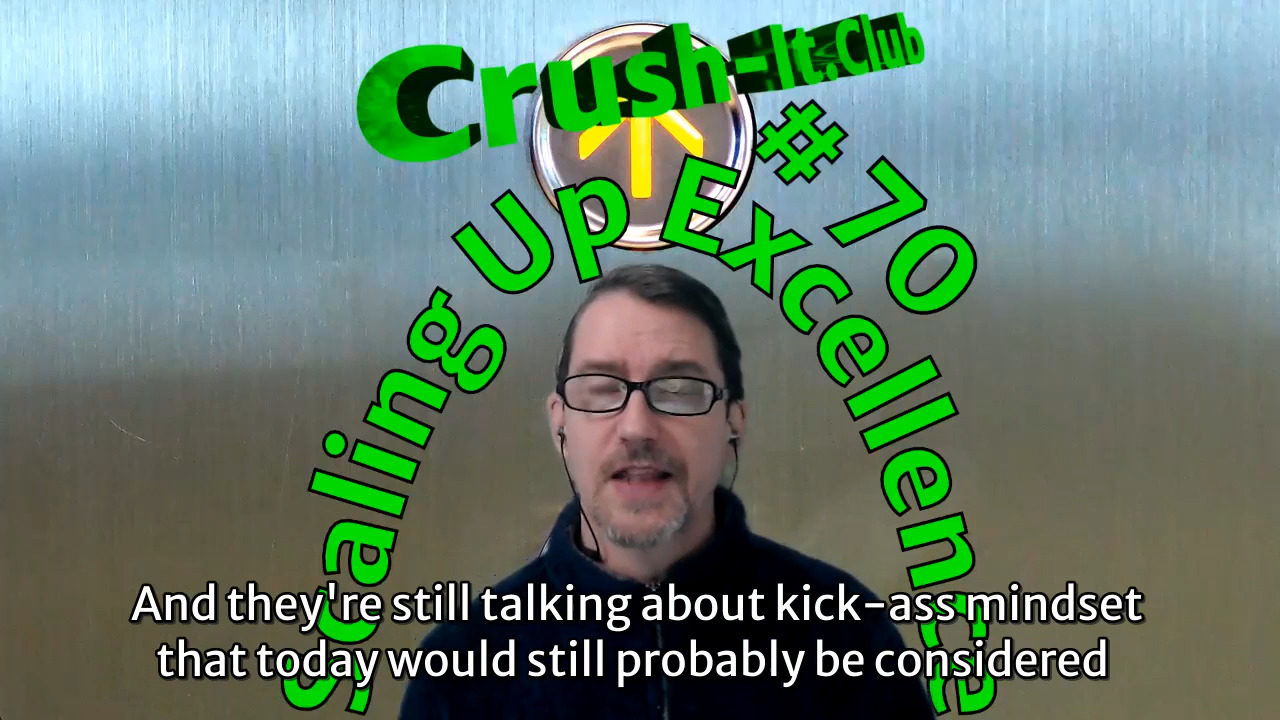 Crush-It.Club
Scaling Up Excellence #70
And they're still talking about kick-ass mindset
that today would still probably be considered